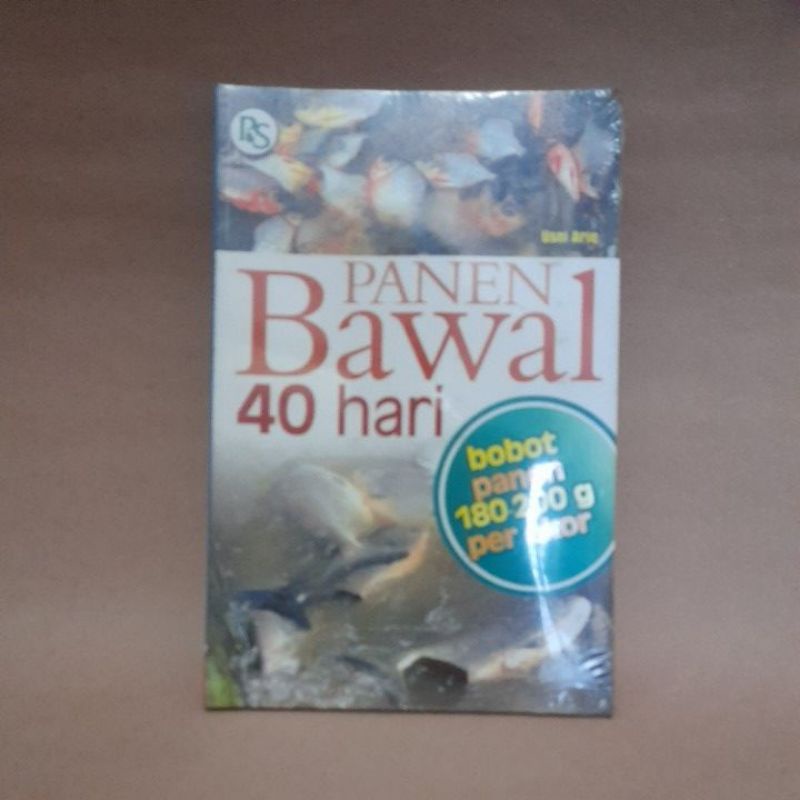 PS
Usni Arie
PANEN
Bawal
40 hari
bobot
panen
180-200 g
per ekor